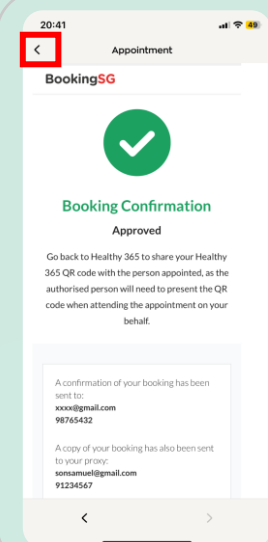 20:41
49
Appointment
BookingSG
Booking Confirmation
Approved
Go back to Healthy 365 to share your Healthy
365 QR code with the person appointed, as the
authorised person will need to present the QR
code when attending the appointment on your
behalf.
A confirmation of your booking has been
sent to:
xxxx@gmail.com
98765432
A copy of your booking has also been sent
to your proxy:
sonsamuel@gmail.com
91234567